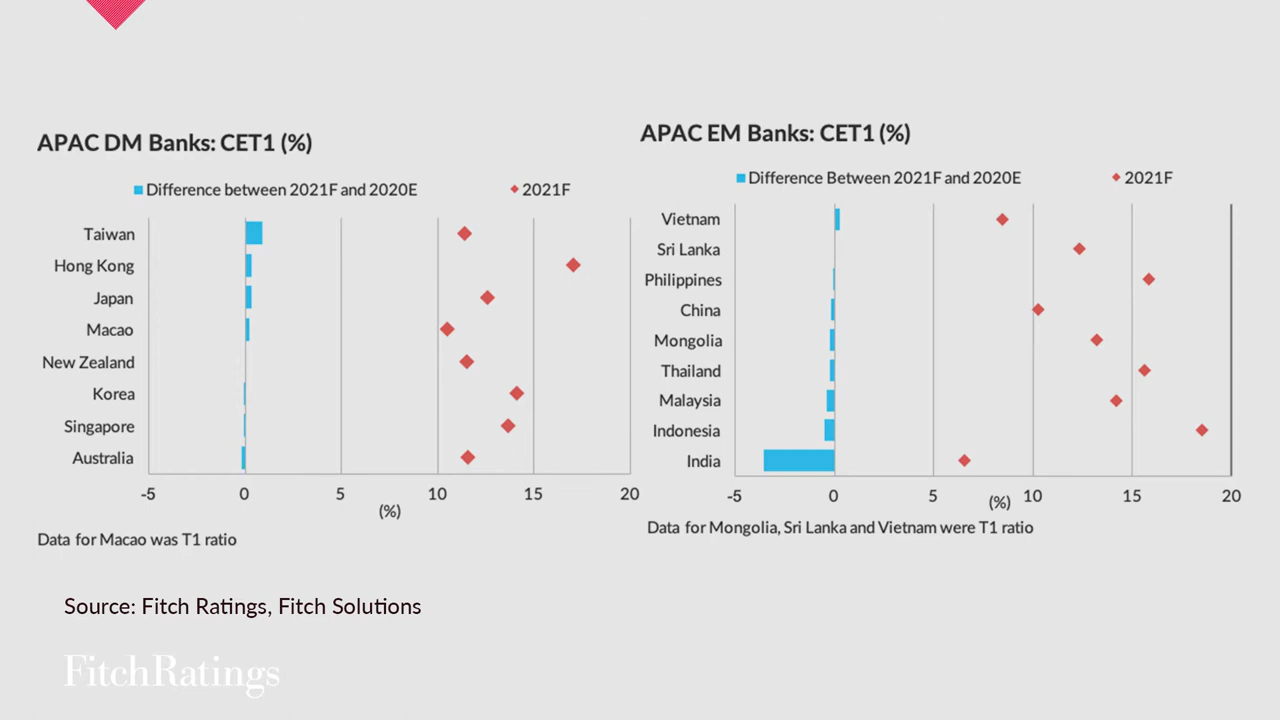 APAC DM Banks: CET1 (%)
Difference between 2021F and 2020E
2021F
Taiwan
Hong Kong
Japan
Macao
New Zealand
Korea
Singapore
Australia
-5 0 5 10 15 20
(%)
Data for Macao was T1 ratio
APAC EM Banks: CET1 (%)
Difference Between 2021F and 2020E
2021F
Vietnam
Sri Lanka
Philippines
China
Mongolia
Thailand
Malaysia
Indonesia
India
-5 0 5 10 15 20
(%)
Data for Mongolia, Sri Lanka and Vietnam were T1 ratio
Source: Fitch Ratings, Fitch Solutions
FitchRatings